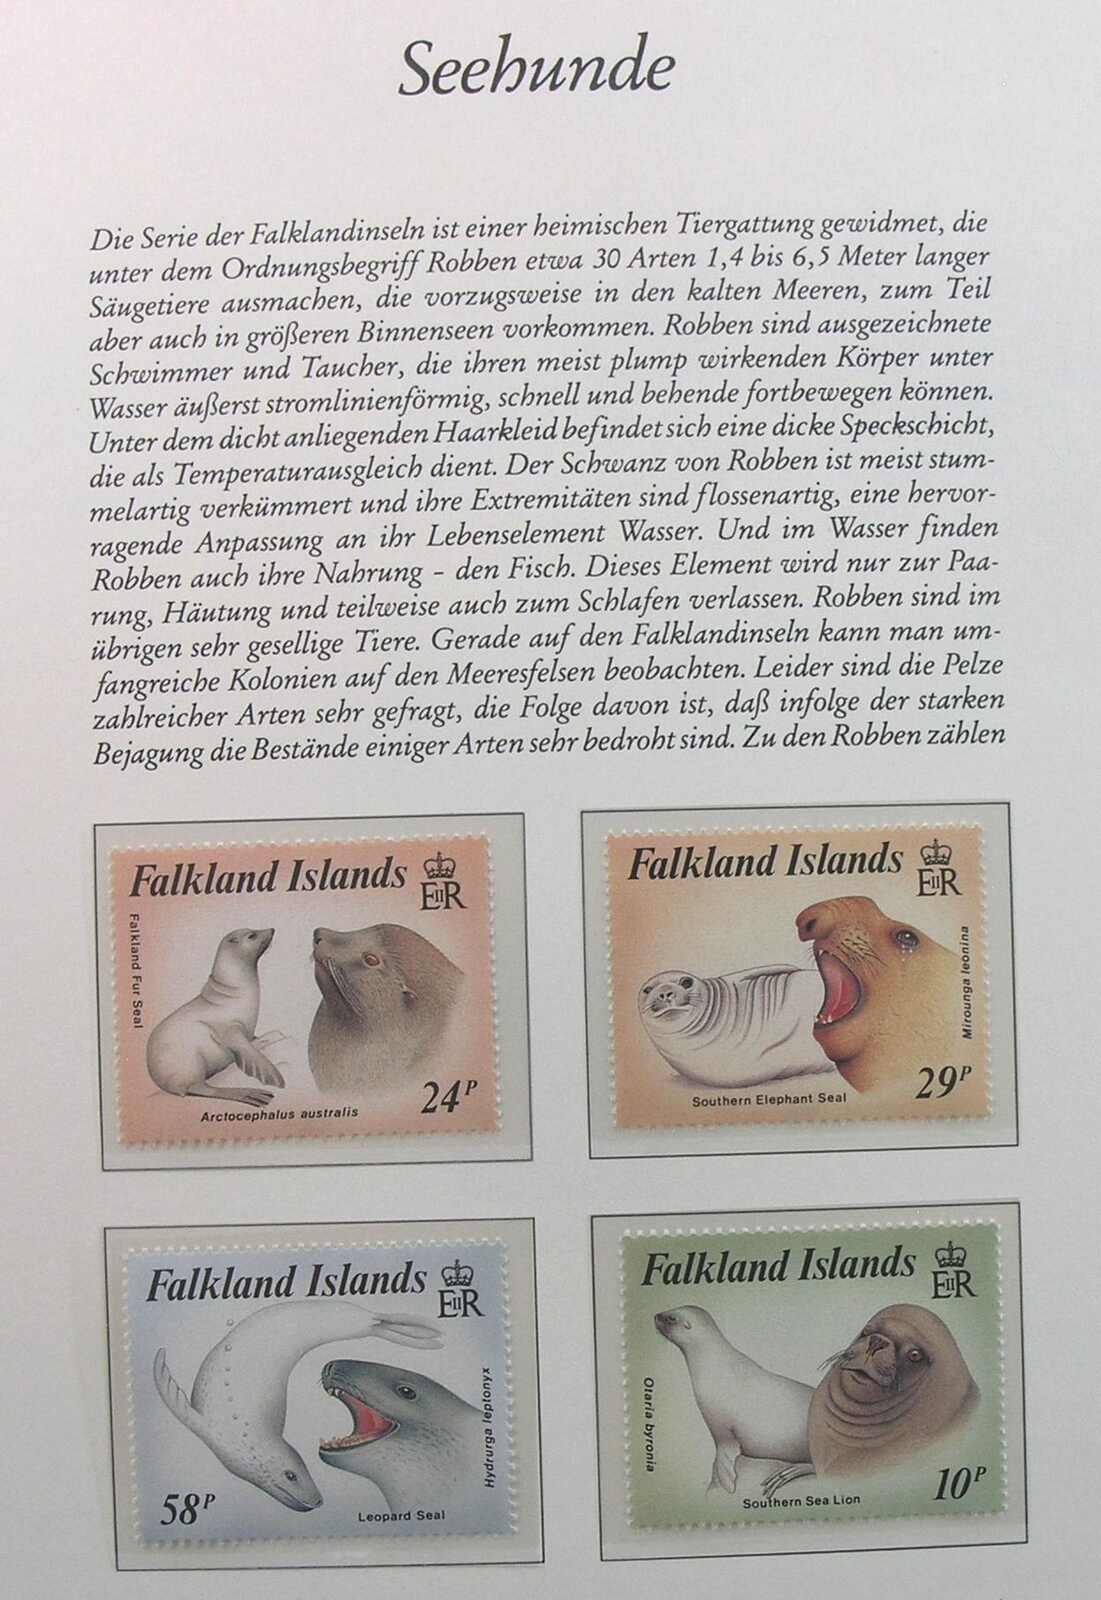 Seehunde
Die Serie der Falklandinseln ist einer heimischen Tiergattung gewidmet, die
unter dem Ordnungsbegriff Robben etwa 30 Arten 1,4 bis 6,5 Meter langer
Säugetiere ausmachen, die vorzugsweise in den kalten Meeren, zum Teil
aber auch in größeren Binnenseen vorkommen. Robben sind ausgezeichnete
Schwimmer und Taucher, die ihren meist plump wirkenden Körper unter
Wasser äußerst stromlinienförmig, schnell und behende fortbewegen können.
Unter dem dicht anliegenden Haarkleid befindet sich eine dicke Speckschicht,
die als Temperaturausgleich dient. Der Schwanz von Robben ist meist stum-
melartig verkümmert und ihre Extremitäten sind flossenartig, eine hervor-
ragende Anpassung an ihr Lebenselement Wasser. Und im Wasser finden
Robben auch ihre Nahrung – den Fisch. Dieses Element wird nur zur Paa-
rung, Häutung und teilweise auch zum Schlafen verlassen. Robben sind im
übrigen sehr gesellige Tiere. Gerade auf den Falklandinseln kann man um-
fangreiche Kolonien auf den Meeresfelsen beobachten. Leider sind die Pelze
zahlreicher Arten sehr gefragt, die Folge davon ist, daß infolge der starken
Bejagung die Bestände einiger Arten sehr bedroht sind. Zu den Robben zählen
Falkland Islands
EIIR
Falkland Fur Seal
24P
Arctocephalus australis
Falkland Islands
EIIR
Mirounga leonina
29P
Southern Elephant Seal
Falkland Islands
EIIR
Hydrurga leptonyx
58P
Leopard Seal
Falkland Islands
EIIR
Otaria byronia
10P
Southern Sea Lion